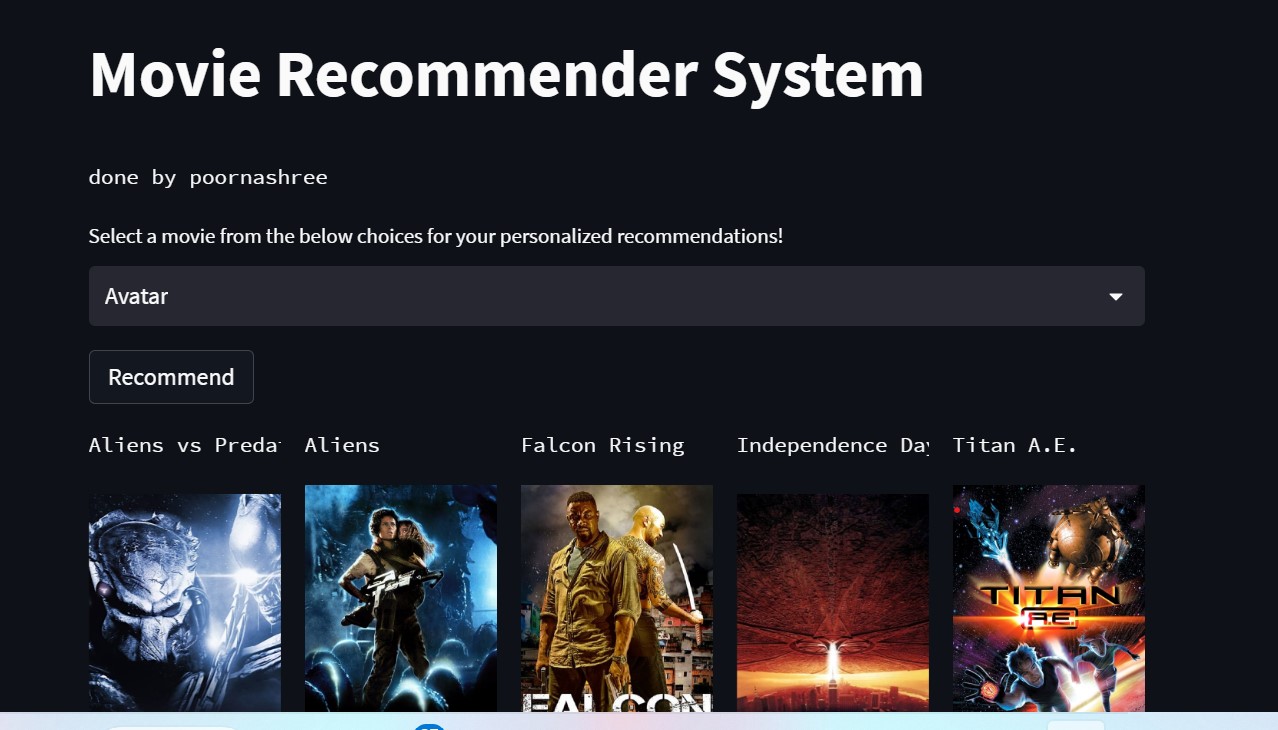 Movie Recommender System
done by poornashree
Select a movie from the below choices for your personalized recommendations!
Avatar
Recommend
Aliens vs Preda
Aliens
Falcon Rising
Independence Day
Titan A.E.
FALCON
TITAN
A.E.